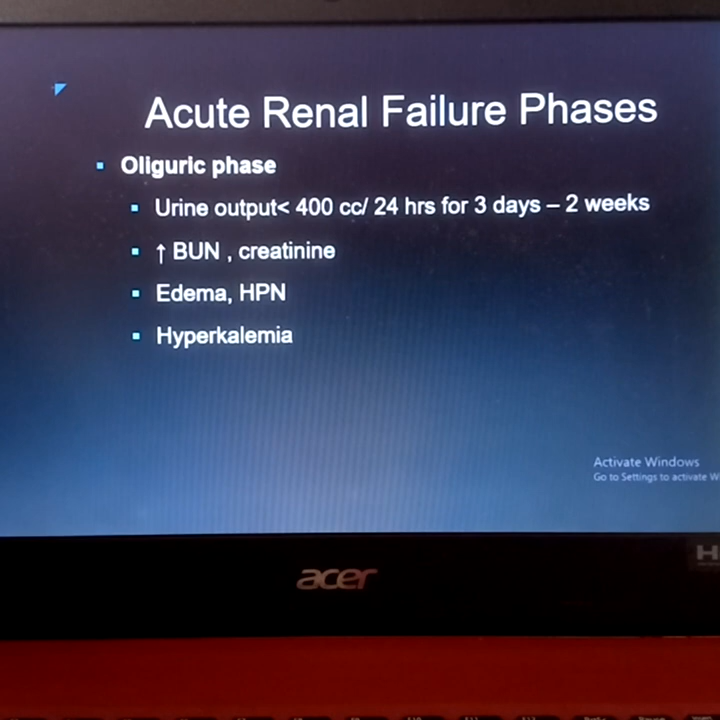 Acute Renal Failure Phases
Oliguric phase
Urine output< 400 cc/ 24 hrs for 3 days – 2 weeks
↑ BUN , creatinine
Edema, HPN
Hyperkalemia
Activate Windows
Go to Settings to activate W
acer
H